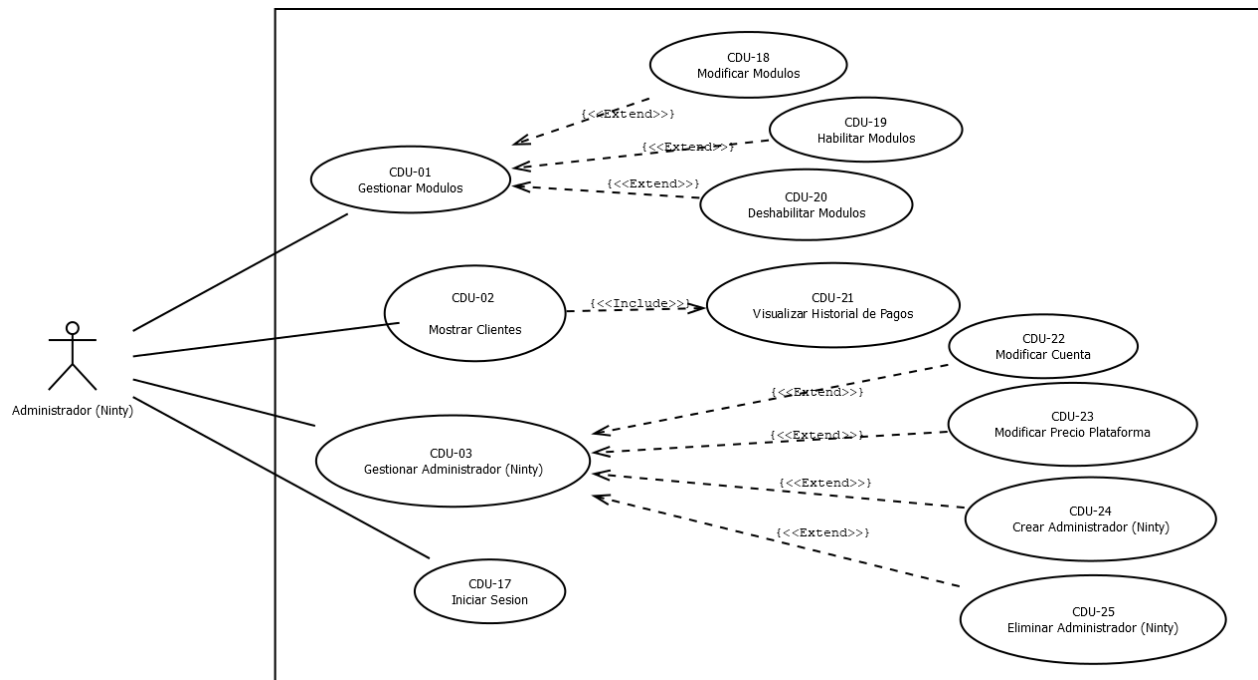 CDU-18
Modificar Modulos
{<<Extend>>}
CDU-19
Habilitar Modulos
{<<Extend>>}
CDU-01
Gestionar Modulos
{<<Extend>>}
CDU-20
Deshabilitar Modulos
CDU-02
Mostrar Clientes
{<<Include>>}
CDU-21
Visualizar Historial de Pagos
Administrador (Ninty)
CDU-22
Modificar Cuenta
{<<Extend>>}
CDU-23
Modificar Precio Plataforma
{<<Extend>>}
CDU-03
Gestionar Administrador (Ninty)
{<<Extend>>}
CDU-24
Crear Administrador (Ninty)
{<<Extend>>}
CDU-17
Iniciar Sesion
CDU-25
Eliminar Administrador (Ninty)